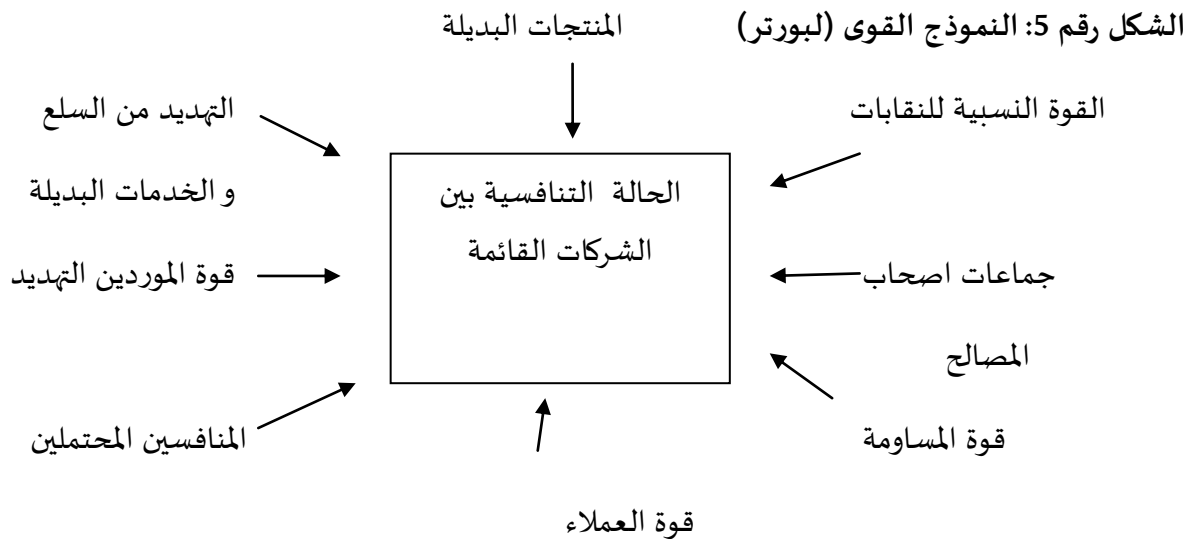 الشكل رقم 5: النموذج القوى (لبورتر)
المنتجات البديلة
القوة النسبية للنقابات
التهديد من السلع
الحالة التنافسية بين
و الخدمات البديلة
الشركات القائمة
جماعات اصحاب
قوة الموردين التهديد
المصالح
قوة المساومة
المنافسين المحتملين
قوة العملاء